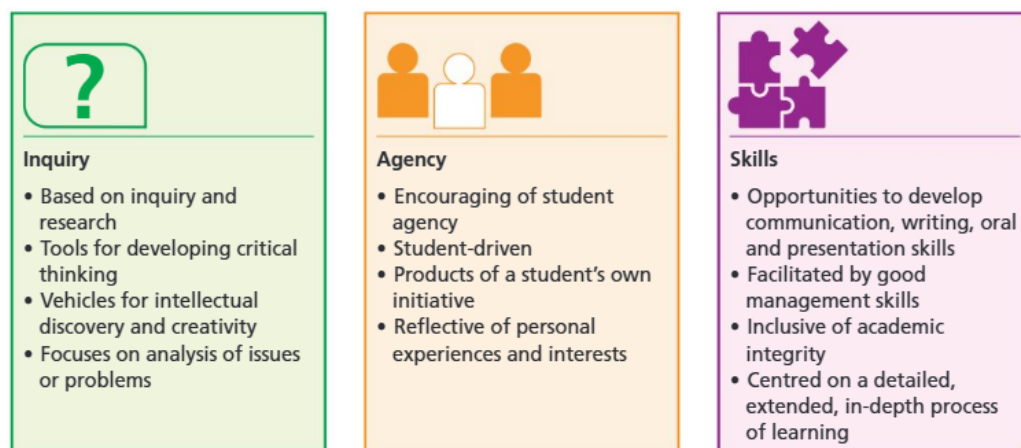 ?
Inquiry
• Based on inquiry and
research
• Tools for developing critical
thinking
• Vehicles for intellectual
discovery and creativity
• Focuses on analysis of issues
or problems
Agency
• Encouraging of student
agency
• Student-driven
• Products of a student's own
initiative
• Reflective of personal
experiences and interests
Skills
• Opportunities to develop
communication, writing, oral
and presentation skills
• Facilitated by good
management skills
• Inclusive of academic
integrity
• Centred on a detailed,
extended, in-depth process
of learning